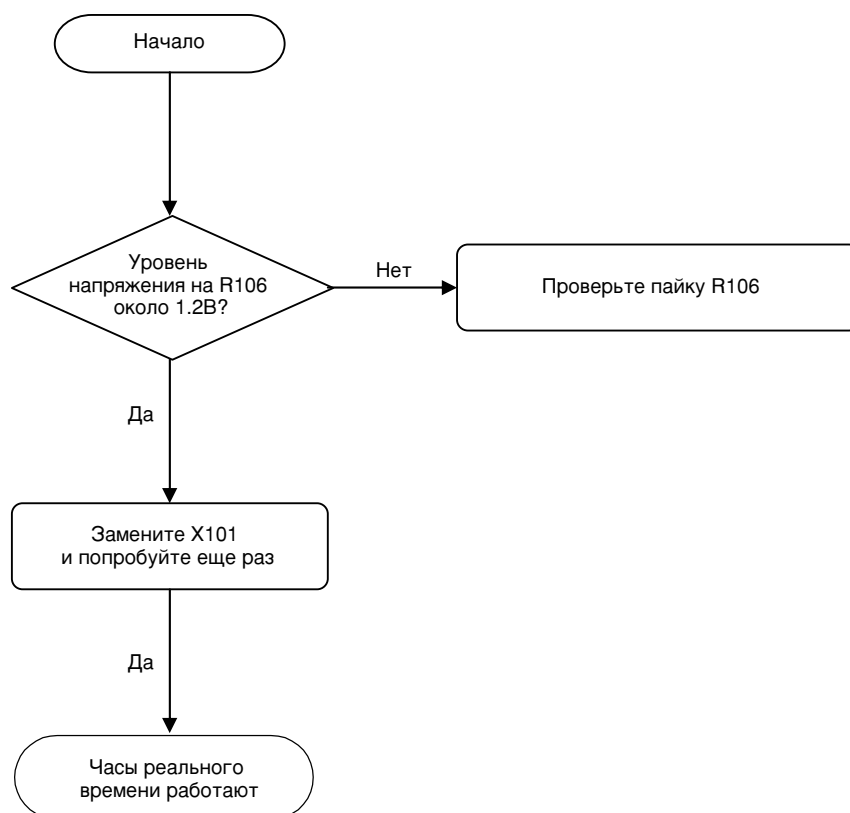 Начало
Уровень
напряжения на R106
около 1.2В?
Нет
Проверьте пайку R106
Да
Замените X101
и попробуйте еще раз
Да
Часы реального
времени работают